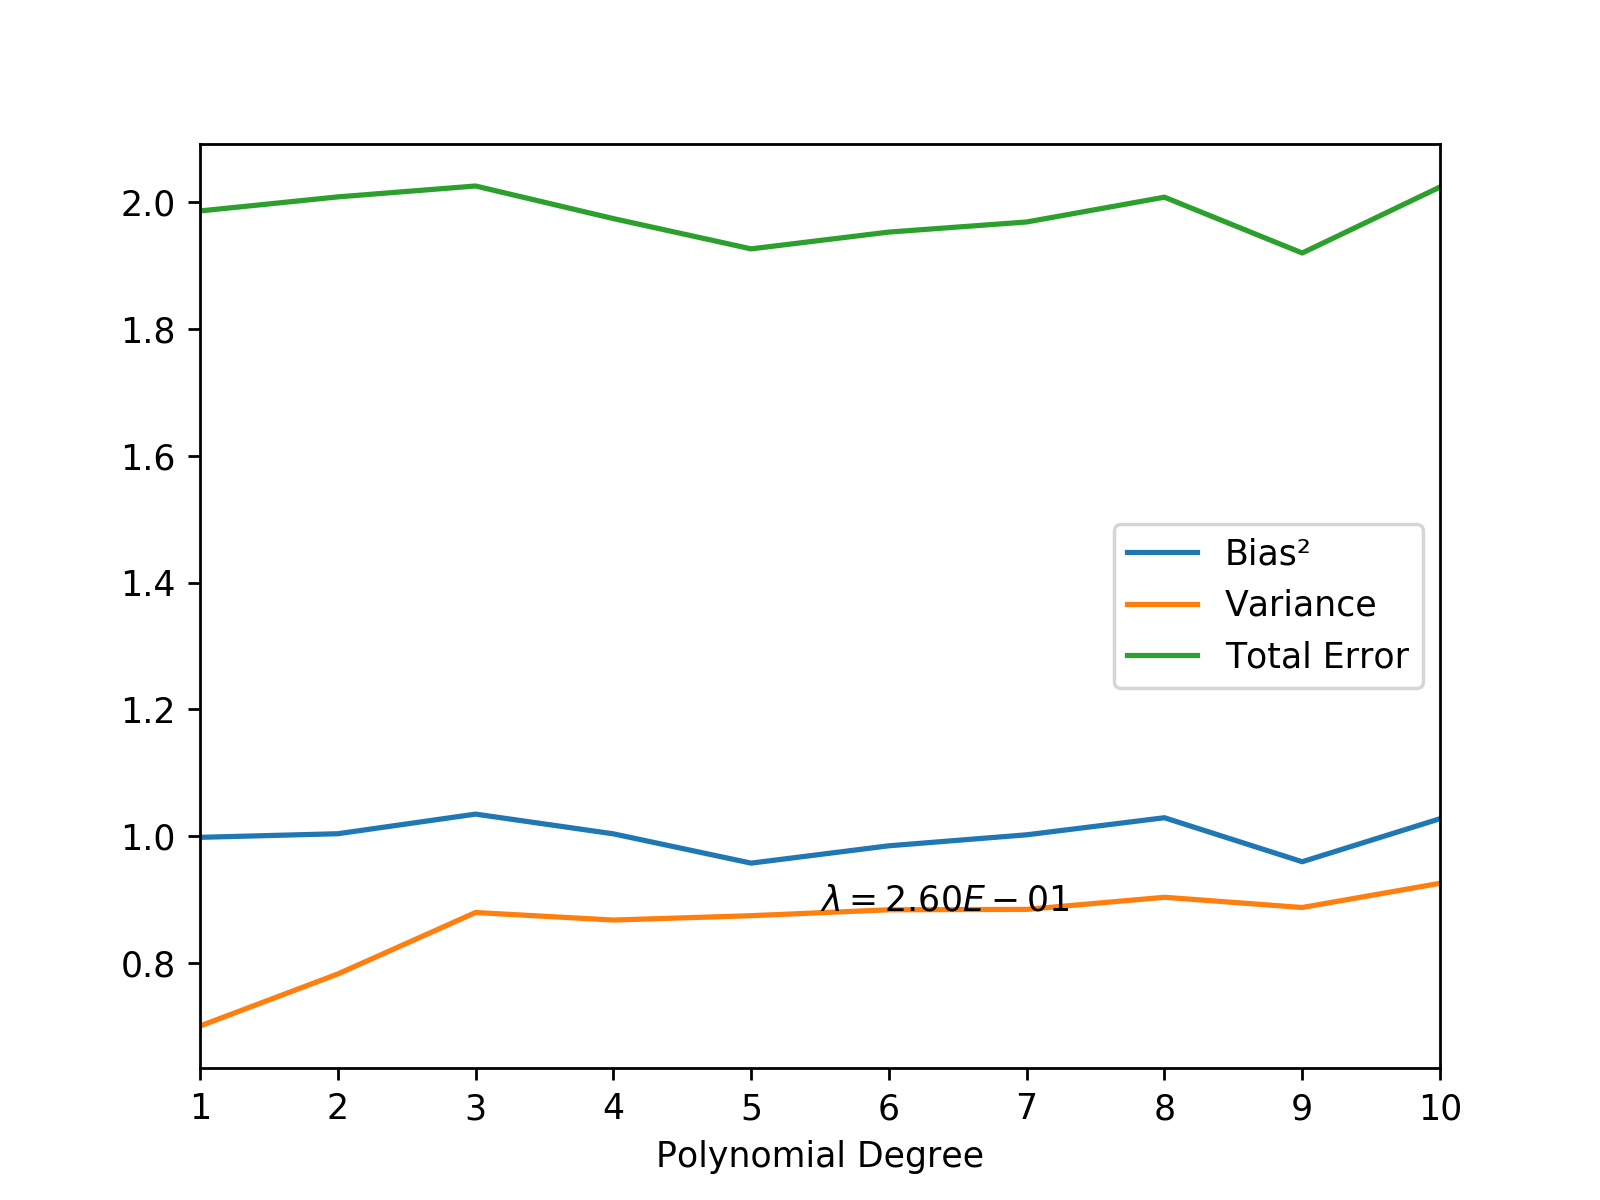 2.0
1.8
1.6
1.4
1.2
1.0
0.8
Bias²
Variance
Total Error
λ = 2.60E − 01
1 2 3 4 5 6 7 8 9 10
Polynomial Degree